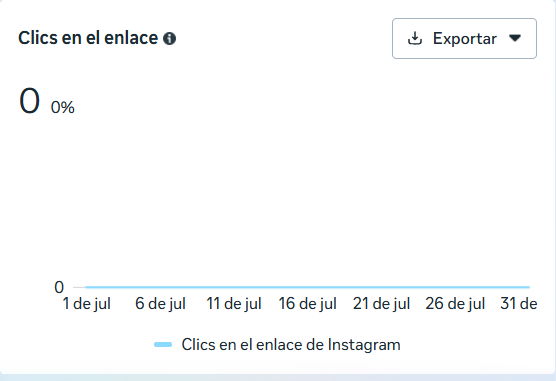 Clics en el enlace
Exportar
0 0%
0
1 de jul 6 de jul 11 de jul 16 de jul 21 de jul 26 de jul 31 de
Clics en el enlace de Instagram